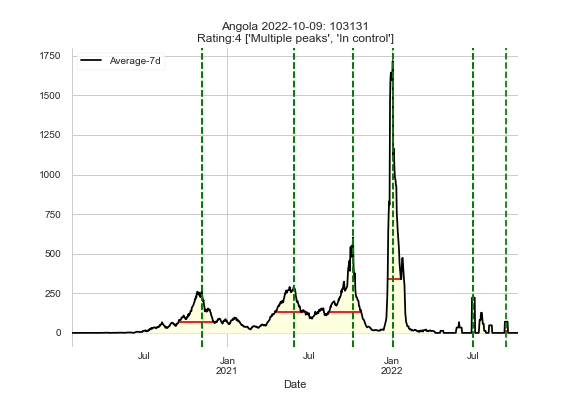 Angola 2022-10-09: 103131
Rating:4 ['Multiple peaks', 'In control']
Average-7d
1750
1500
1250
1000
750
500
250
0
Jul
Jan
2021
Jul
Jan
2022
Jul
Date